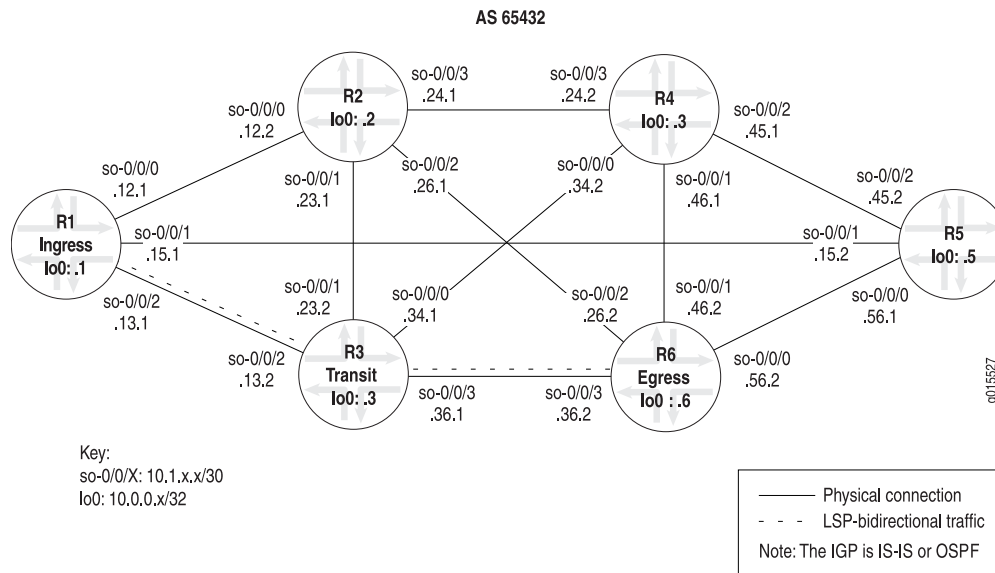 AS 65432
so-0/0/3
.24.1
so-0/0/3
.24.2
R2
lo0: .2
R4
lo0: .3
so-0/0/0
.12.2
so-0/0/2
.45.1
so-0/0/2
.26.1
so-0/0/0
.34.2
so-0/0/0
.12.1
so-0/0/1
.23.1
so-0/0/1
.46.1
so-0/0/2
.45.2
R1
Ingress
lo0: .1
so-0/0/1
.15.1
so-0/0/1
.15.2
R5
lo0: .5
so-0/0/2
.13.1
so-0/0/1
.23.2
so-0/0/0
.34.1
so-0/0/2
.26.2
so-0/0/1
.46.2
so-0/0/0
.56.1
so-0/0/2
.13.2
R3
Transit
lo0: .3
R6
Egress
lo0 : .6
so-0/0/0
.56.2
so-0/0/3
.36.1
so-0/0/3
.36.2
g015527
Key:
so-0/0/X: 10.1.x.x/30
lo0: 10.0.0.x/32
Physical connection
LSP-bidirectional traffic
Note: The IGP is IS-IS or OSPF